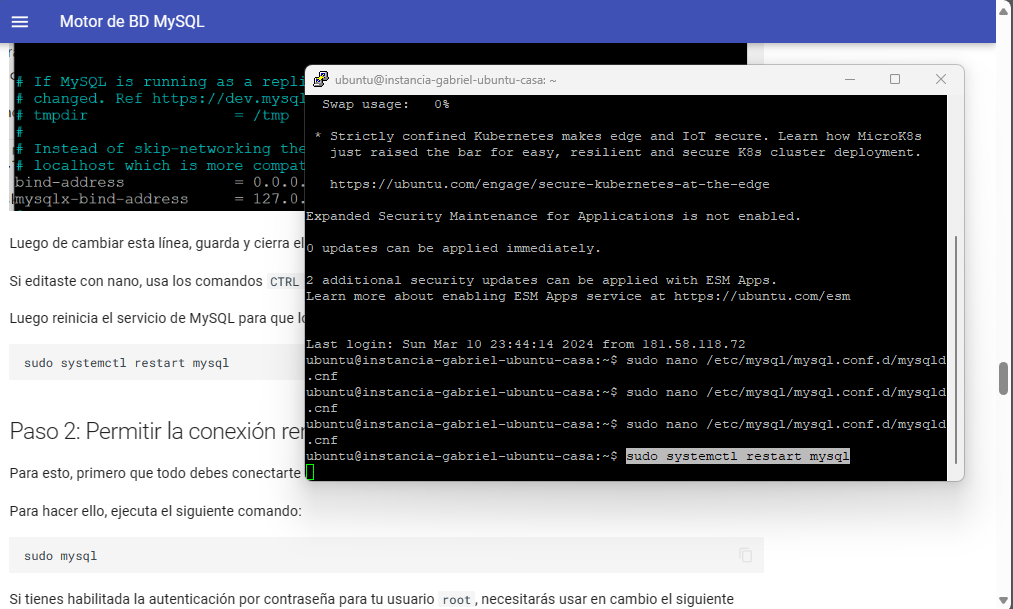 Motor de BD MySQL
# If MySQL is running as a repli
# changed. Ref https://dev.mysql
# tmpdir = /tmp
#
# Instead of skip-networking the
# localhost which is more compat
bind-address = 0.0.0.
mysqlx-bind-address = 127.0.
Luego de cambiar esta línea, guarda y cierra el
Si editaste con nano, usa los comandos CTRL
Luego reinicia el servicio de MySQL para que lo
sudo systemctl restart mysql
Paso 2: Permitir la conexión rer
Para esto, primero que todo debes conectarte
Para hacer ello, ejecuta el siguiente comando:
sudo mysql
Si tienes habilitada la autenticación por contraseña para tu usuario root, necesitarás usar en cambio el siguiente
ubuntu@instancia-gabriel-ubuntu-casa: ~
Swap usage: 0%
* Strictly confined Kubernetes makes edge and IoT secure. Learn how MicroK8s
just raised the bar for easy, resilient and secure K8s cluster deployment.
https://ubuntu.com/engage/secure-kubernetes-at-the-edge
Expanded Security Maintenance for Applications is not enabled.
0 updates can be applied immediately.
2 additional security updates can be applied with ESM Apps.
Learn more about enabling ESM Apps service at https://ubuntu.com/esm
Last login: Sun Mar 10 23:44:14 2024 from 181.58.118.72
ubuntu@instancia-gabriel-ubuntu-casa:~$ sudo nano /etc/mysql/mysql.conf.d/mysqld
.cnf
ubuntu@instancia-gabriel-ubuntu-casa:~$ sudo nano /etc/mysql/mysql.conf.d/mysqld
.cnf
ubuntu@instancia-gabriel-ubuntu-casa:~$ sudo nano /etc/mysql/mysql.conf.d/mysqld
.cnf
ubuntu@instancia-gabriel-ubuntu-casa:~$ sudo systemctl restart mysql